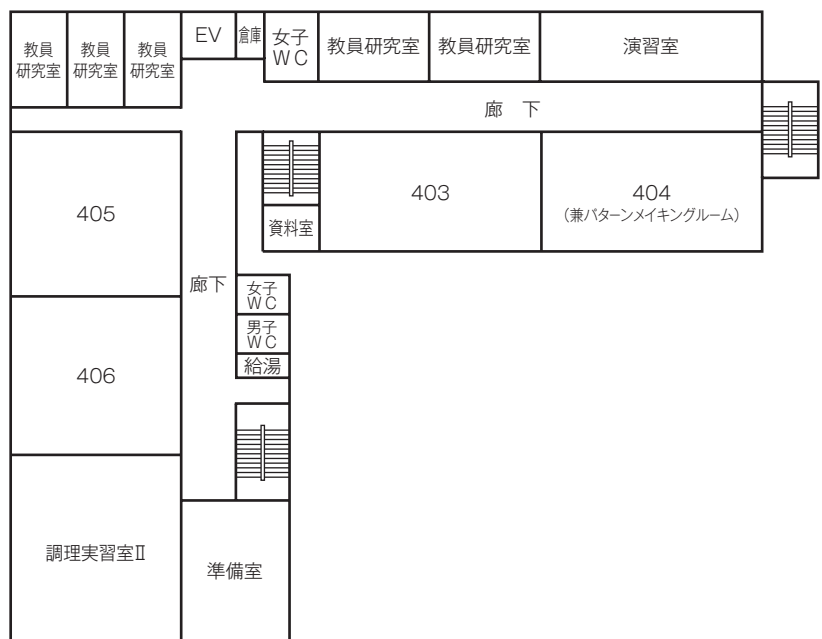 教員
研究室
教員
研究室
教員
研究室
EV
倉庫
女子
WC
教員研究室
教員研究室
演習室
廊 下
405
403
404
（兼パターンメイキングルーム）
資料室
廊下
女子
WC
男子
WC
給湯
406
調理実習室Ⅱ
準備室